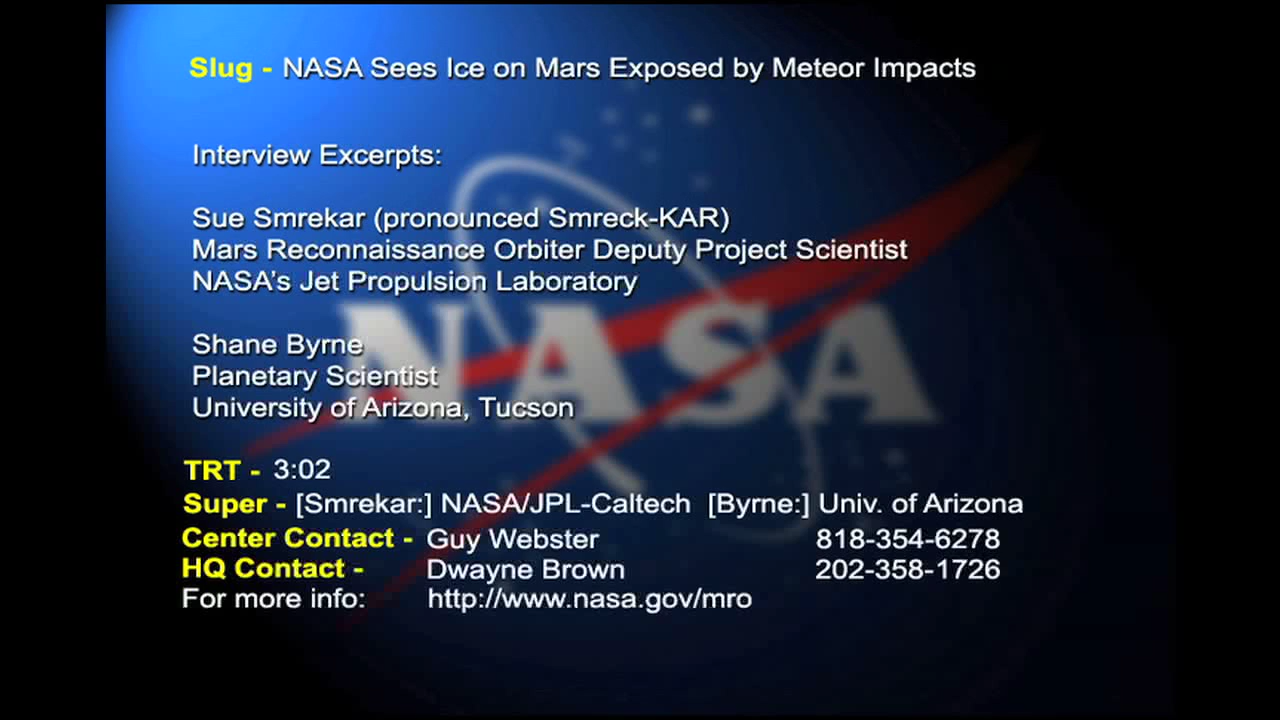 Slug - NASA Sees Ice on Mars Exposed by Meteor Impacts
Interview Excerpts:
Sue Smrekar (pronounced Smreck-KAR)
Mars Reconnaissance Orbiter Deputy Project Scientist
NASA's Jet Propulsion Laboratory
Shane Byrne
Planetary Scientist
University of Arizona, Tucson
NASA
TRT - 3:02
Super - [Smrekar:] NASA/JPL-Caltech [Byrne:] Univ. of Arizona
Center Contact - Guy Webster 818-354-6278
HQ Contact - Dwayne Brown 202-358-1726
For more info: http://www.nasa.gov/mro